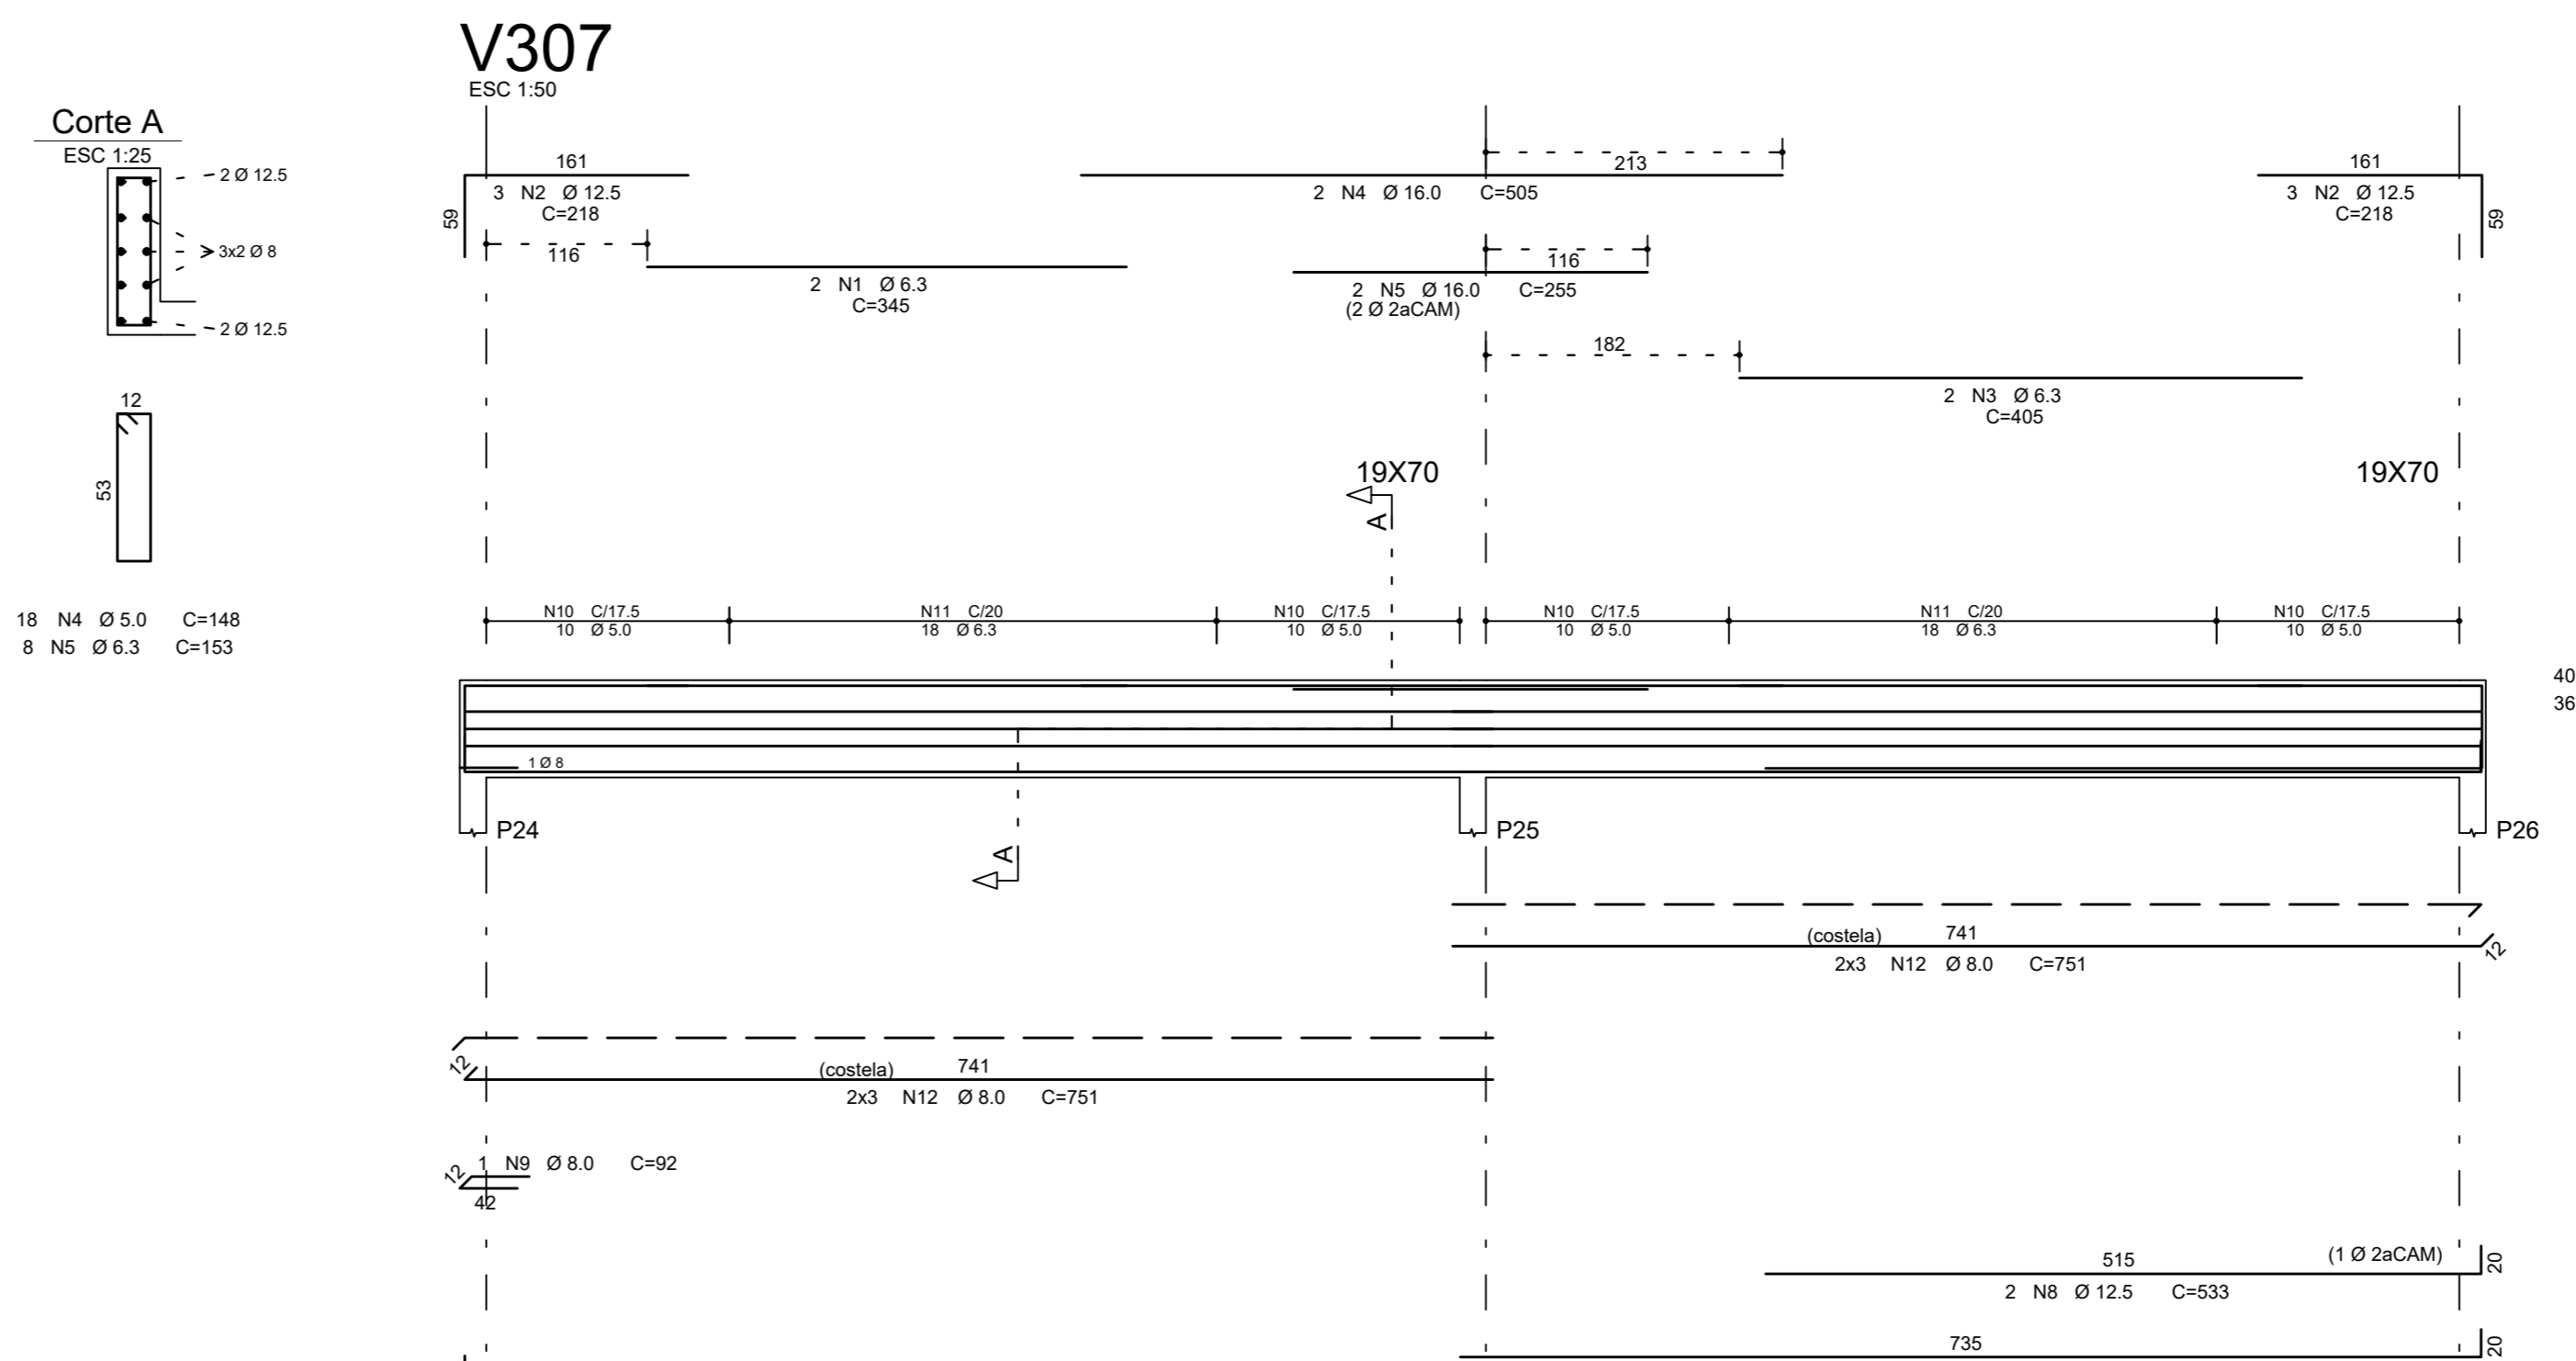 V307
ESC 1:50
Corte A
ESC 1:25
2 Ø 12.5
3x2 Ø 8
2 Ø 12.5
12
53
18 N4 Ø 5.0 C=148
8 N5 Ø 6.3 C=153
161
3 N2 Ø 12.5
C=218
59
116
2 N1 Ø 6.3
C=345
213
2 N4 Ø 16.0 C=505
116
2 N5 Ø 16.0 C=255
(2 Ø 2aCAM)
182
2 N3 Ø 6.3
C=405
161
3 N2 Ø 12.5
C=218
59
19X70
19X70
A
N10 C/17.5
10 Ø 5.0
N11 C/20
18 Ø 6.3
N10 C/17.5
10 Ø 5.0
N10 C/17.5
10 Ø 5.0
N11 C/20
18 Ø 6.3
N10 C/17.5
10 Ø 5.0
40
36
1 Ø 8
P24
P25
P26
A
(costela) 741
2x3 N12 Ø 8.0 C=751
12
12
(costela) 741
2x3 N12 Ø 8.0 C=751
1 N9 Ø 8.0 C=92
12
42
515
(1 Ø 2aCAM)
20
2 N8 Ø 12.5 C=533
735
20